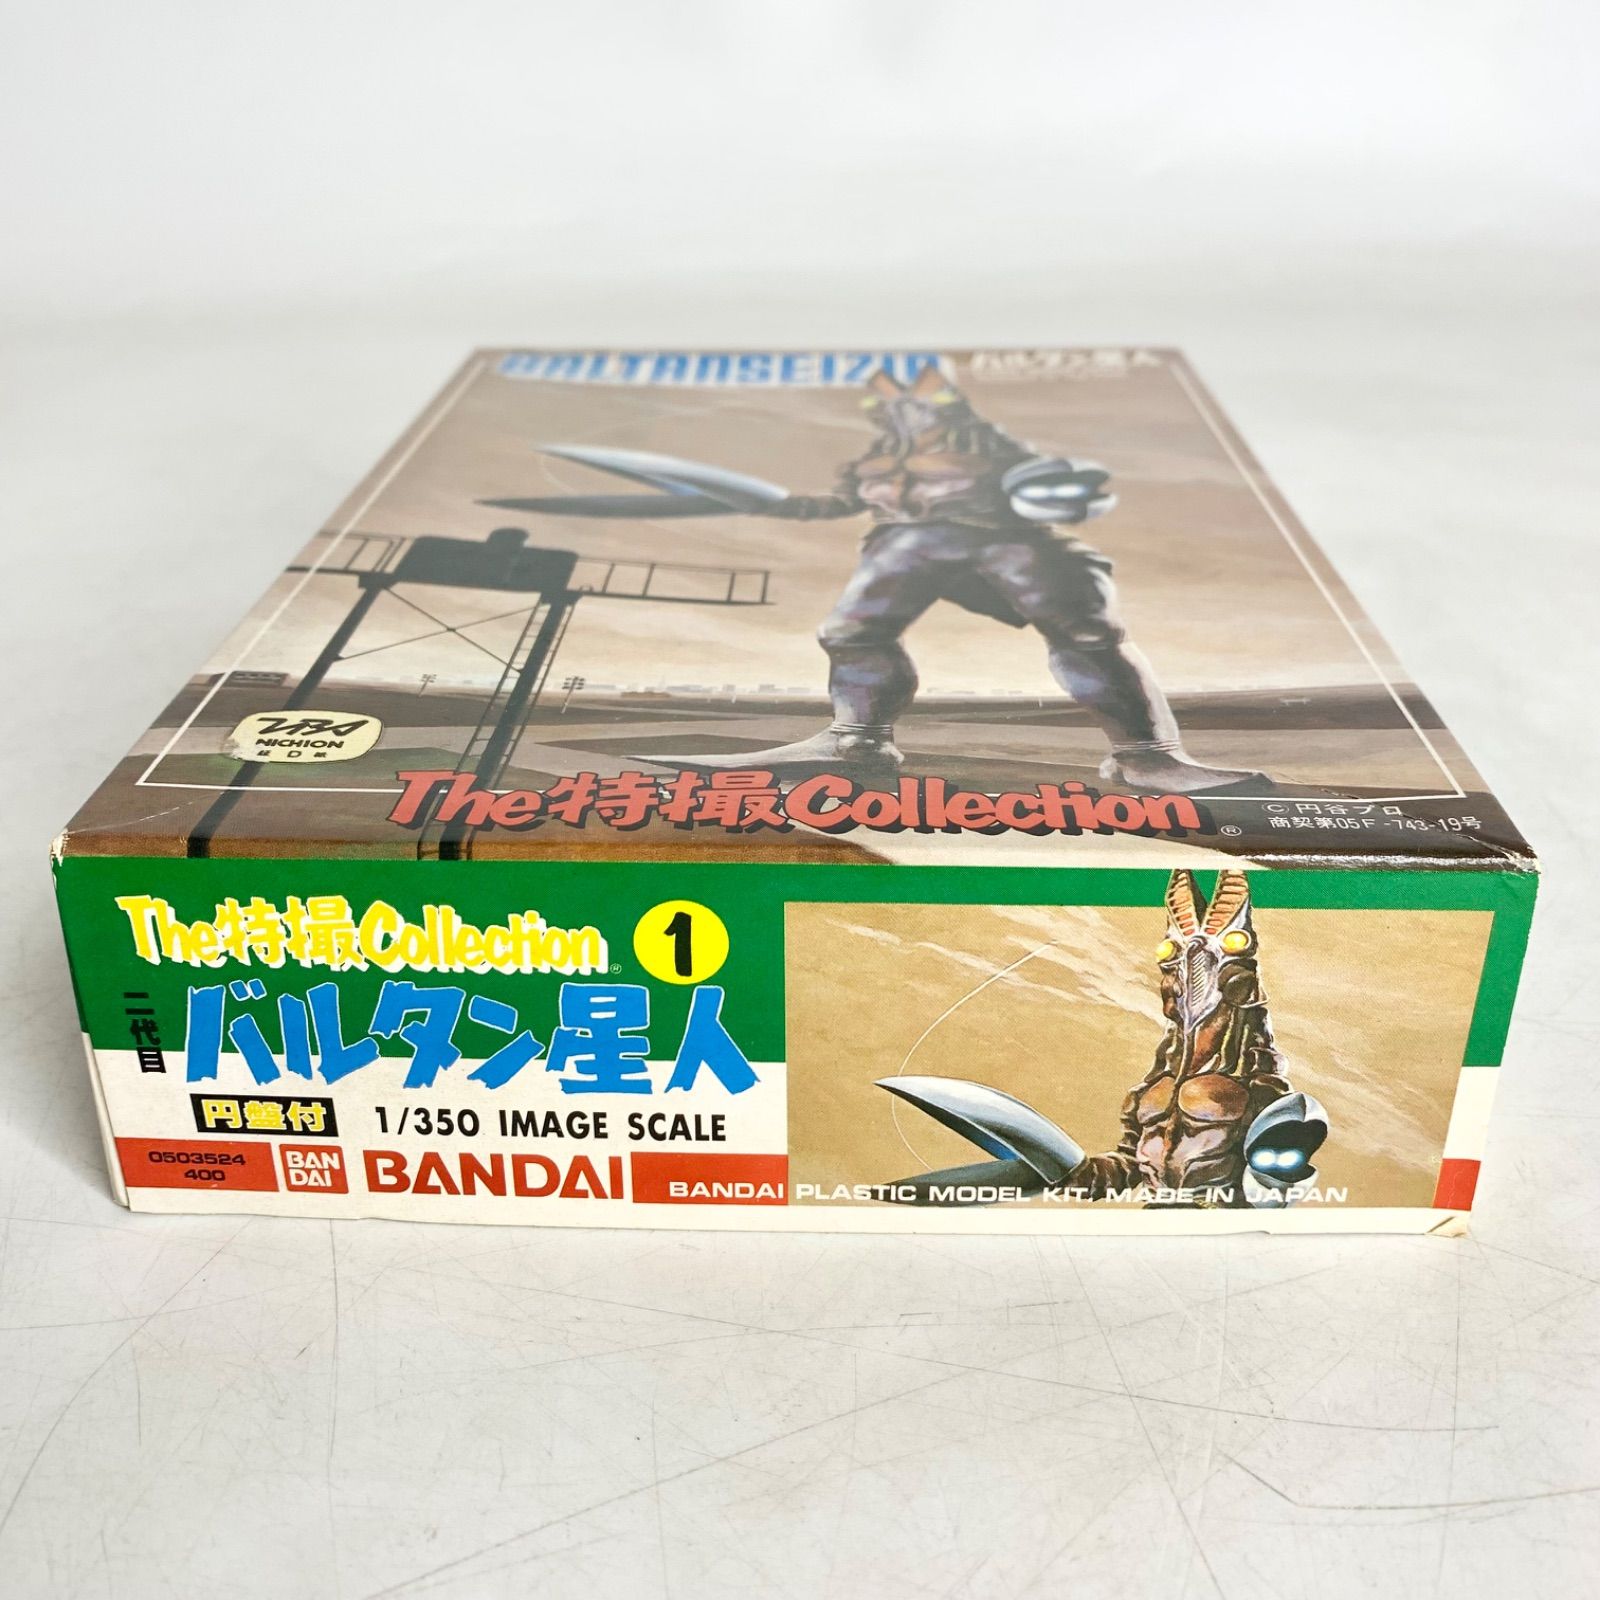 BALTANSEIZIN バルタン星人
TBS
NICHION
The特撮Collection ®
©円谷プロ
商契第05F-743-19号
The特撮Collection ® 1
二代目
バルタン星人
円盤付
1/350 IMAGE SCALE
0503524
400
BAN
DAI
BANDAI
BANDAI PLASTIC MODEL KIT. MADE IN JAPAN